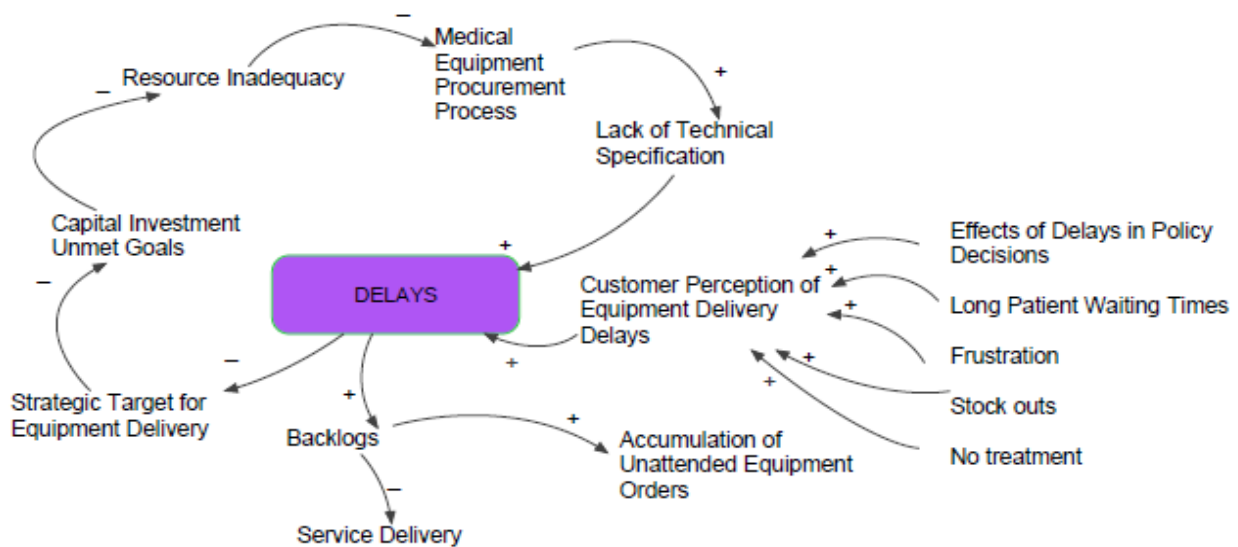 Resource Inadequacy
Medical
Equipment
Procurement
Process
Lack of Technical
Specification
Capital Investment
Unmet Goals
DELAYS
Customer Perception of
Equipment Delivery
Delays
Effects of Delays in Policy
Decisions
Long Patient Waiting Times
Frustration
Stock outs
No treatment
Strategic Target for
Equipment Delivery
Backlogs
Accumulation of
Unattended Equipment
Orders
Service Delivery
–
–
+
–
+
–
–
+
–
+
+
+
+
+
+
+
+